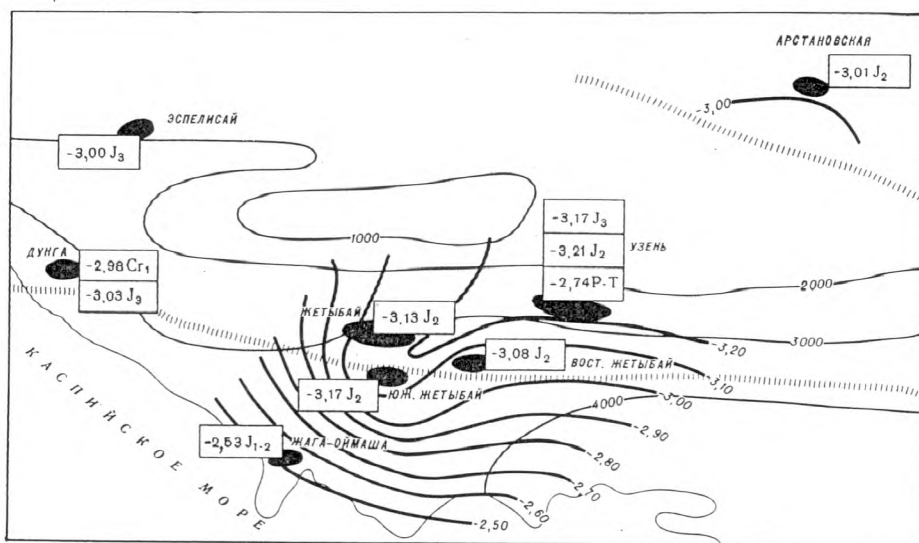 АРСТАНОВСКАЯ
-3,01 J₂
-3,00
ЭСПЕЛИСАЙ
-3,00 J₃
1000
-3,17 J₃
-3,21 J₂
-2,74 P-T
УЗЕНЬ
ДУНГА
-2,98 Cr₁
-3,03 J₃
2000
ЖЕТЫБАЙ
-3,13 J₂
3000
-3,20
-3,08 J₂
ВОСТ. ЖЕТЫБАЙ
-3,10
-3,17 J₂
ЮЖ. ЖЕТЫБАЙ
-3,00
4000
-2,90
-2,53 J₁₋₂
ЖАГА-ОЙМАША
-2,80
-2,70
-2,60
-2,50
КАСПИЙСКОЕ МОРЕ